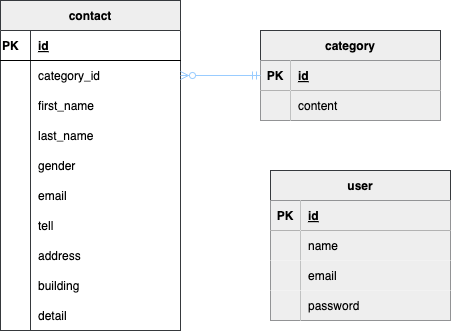 contact
PK id
category_id
first_name
last_name
gender
email
tell
address
building
detail
category
PK id
content
user
PK id
name
email
password